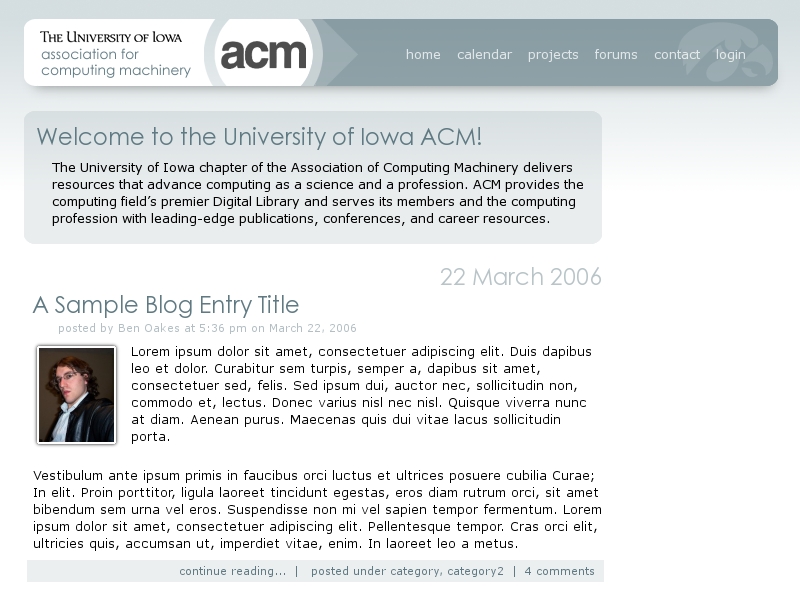 The University of Iowa
association for
computing machinery
acm
home calendar projects forums contact login
Welcome to the University of Iowa ACM!
The University of Iowa chapter of the Association of Computing Machinery delivers
resources that advance computing as a science and a profession. ACM provides the
computing field's premier Digital Library and serves its members and the computing
profession with leading-edge publications, conferences, and career resources.
22 March 2006
A Sample Blog Entry Title
posted by Ben Oakes at 5:36 pm on March 22, 2006
Lorem ipsum dolor sit amet, consectetuer adipiscing elit. Duis dapibus
leo et dolor. Curabitur sem turpis, semper a, dapibus sit amet,
consectetuer sed, felis. Sed ipsum dui, auctor nec, sollicitudin non,
commodo et, lectus. Donec varius nisl nec nisl. Quisque viverra nunc
at diam. Aenean purus. Maecenas quis dui vitae lacus sollicitudin
porta.
Vestibulum ante ipsum primis in faucibus orci luctus et ultrices posuere cubilia Curae;
In elit. Proin porttitor, ligula laoreet tincidunt egestas, eros diam rutrum orci, sit amet
bibendum sem urna vel eros. Suspendisse non mi vel sapien tempor fermentum. Lorem
ipsum dolor sit amet, consectetuer adipiscing elit. Pellentesque tempor. Cras orci elit,
ultricies quis, accumsan ut, imperdiet vitae, enim. In laoreet leo a metus.
continue reading... | posted under category, category2 | 4 comments